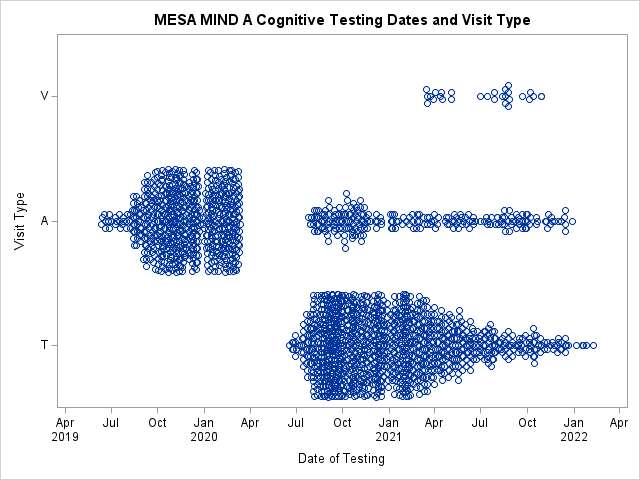 MESA MIND A Cognitive Testing Dates and Visit Type
V
A
T
Visit Type
Apr Jul Oct Jan Apr Jul Oct Jan Apr Jul Oct Jan Apr
2019 2020 2021 2022
Date of Testing